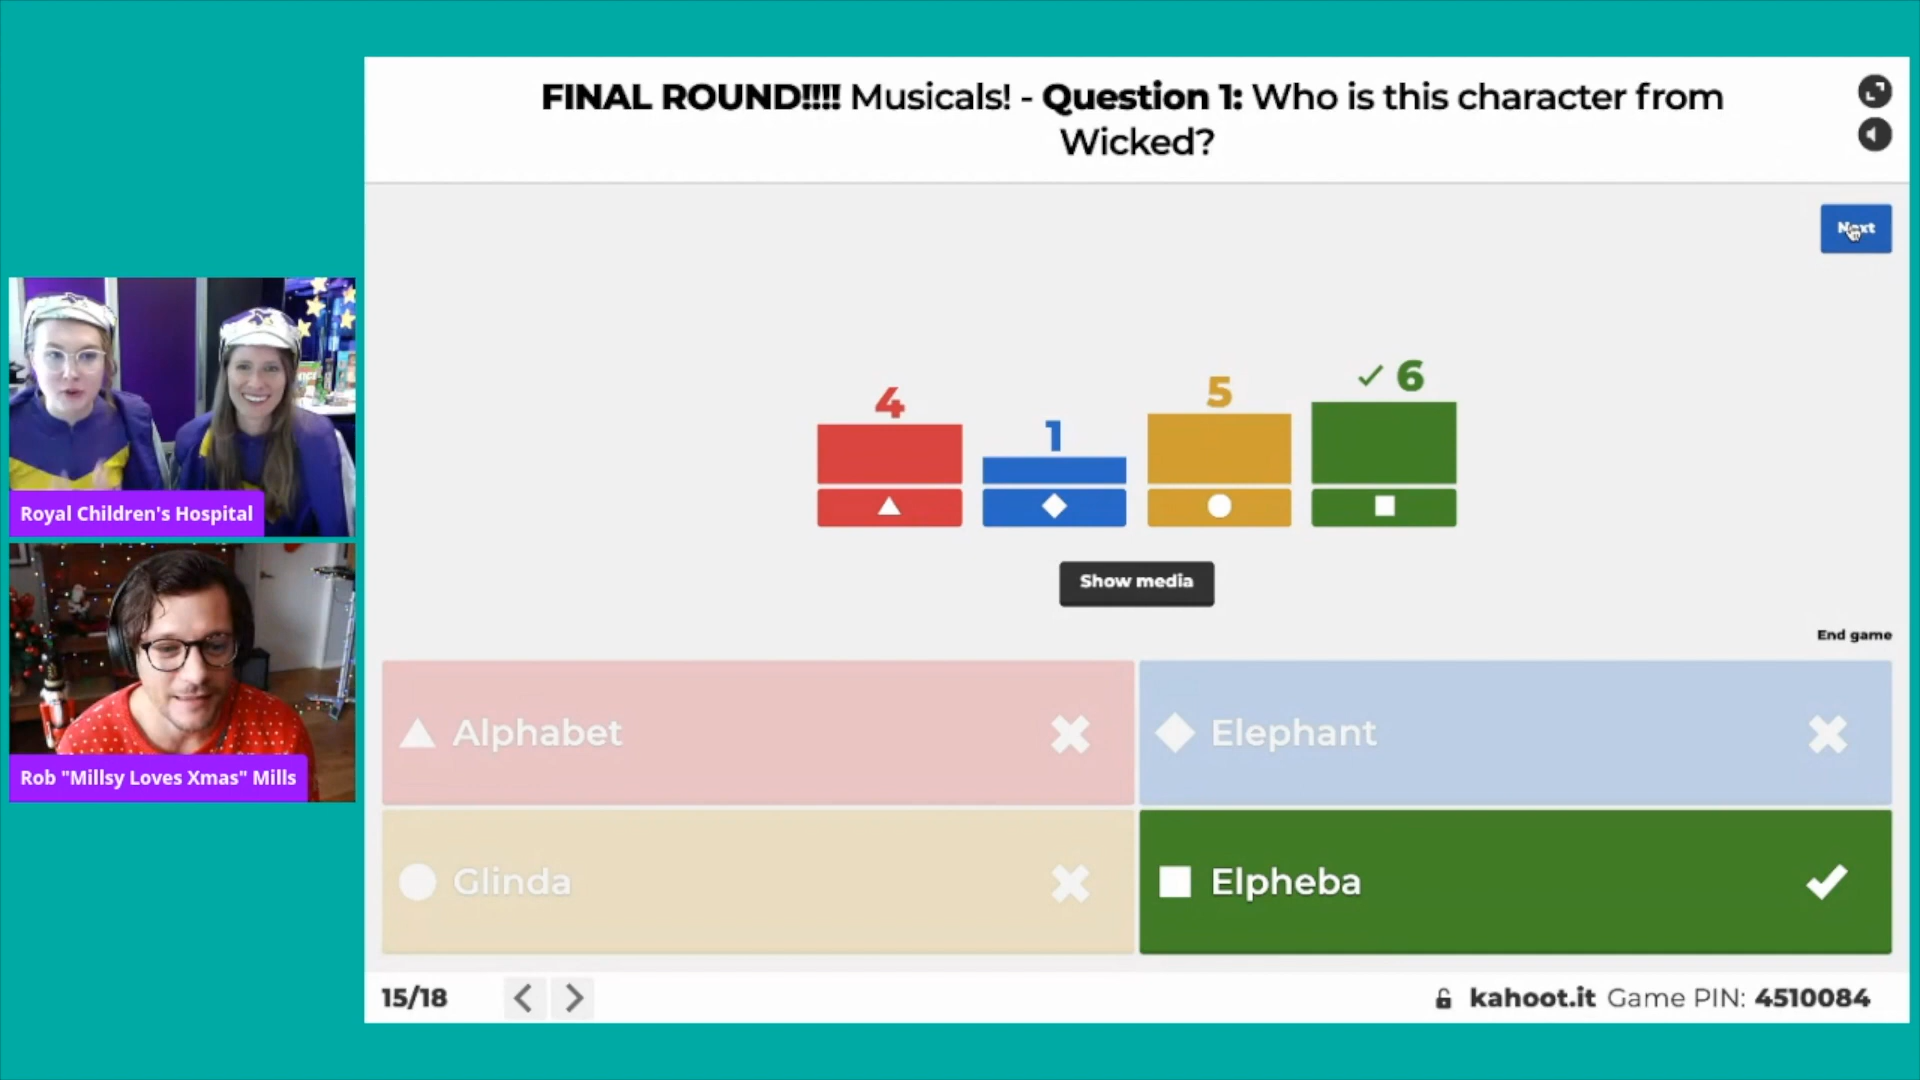 FINAL ROUND!!!! Musicals! - Question 1: Who is this character from
Wicked?
Next
4
1
5
6
Show media
End game
Alphabet
Elephant
Glinda
Elpheba
15/18
kahoot.it Game PIN: 4510084
Royal Children's Hospital
Rob "Millsy Loves Xmas" Mills